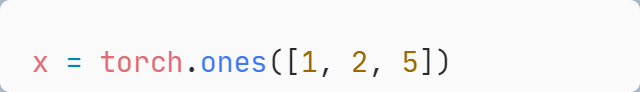 x = torch.ones([1, 2, 5])